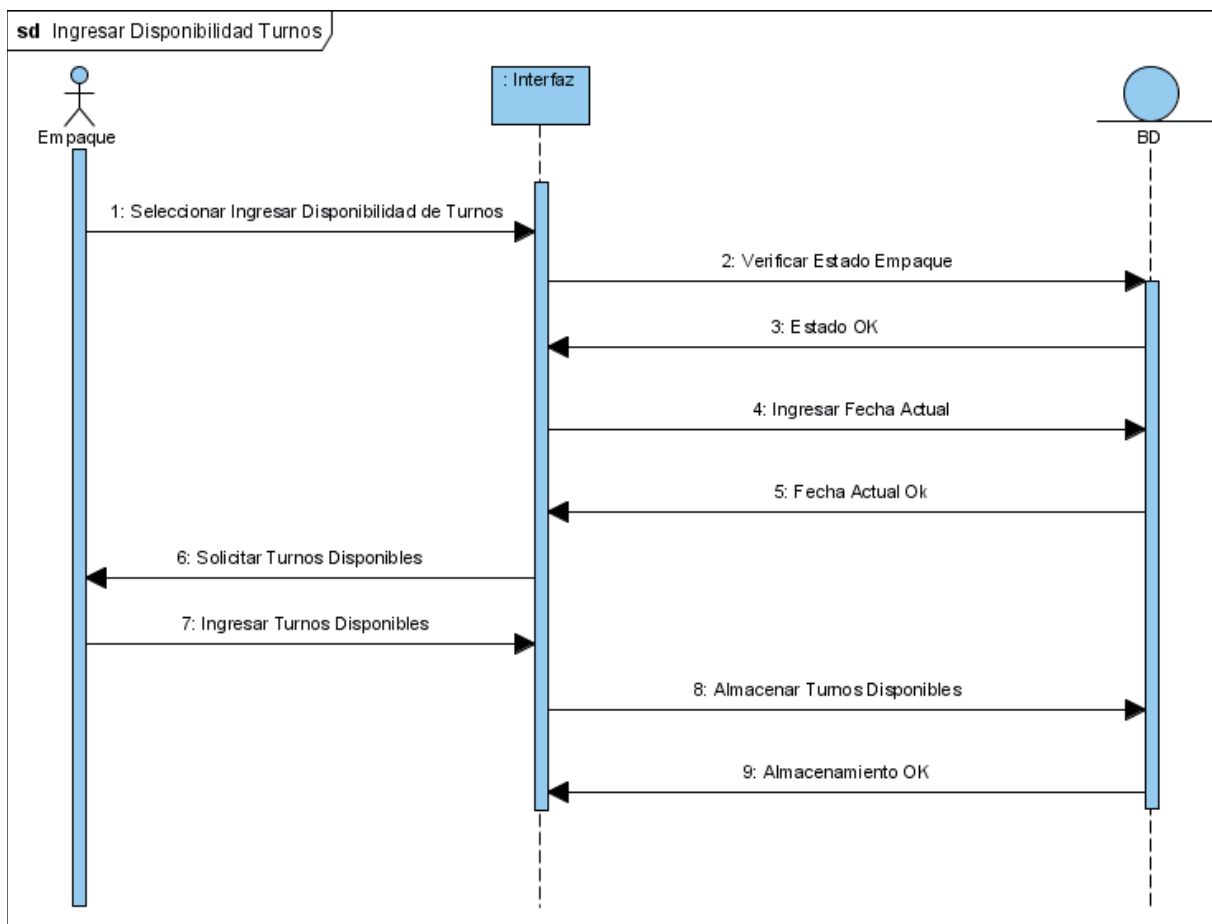 sd Ingresar Disponibilidad Turnos
: Interfaz
Empaque
BD
1: Seleccionar Ingresar Disponibilidad de Turnos
2: Verificar Estado Empaque
3: Estado OK
4: Ingresar Fecha Actual
5: Fecha Actual Ok
6: Solicitar Turnos Disponibles
7: Ingresar Turnos Disponibles
8: Almacenar Turnos Disponibles
9: Almacenamiento OK